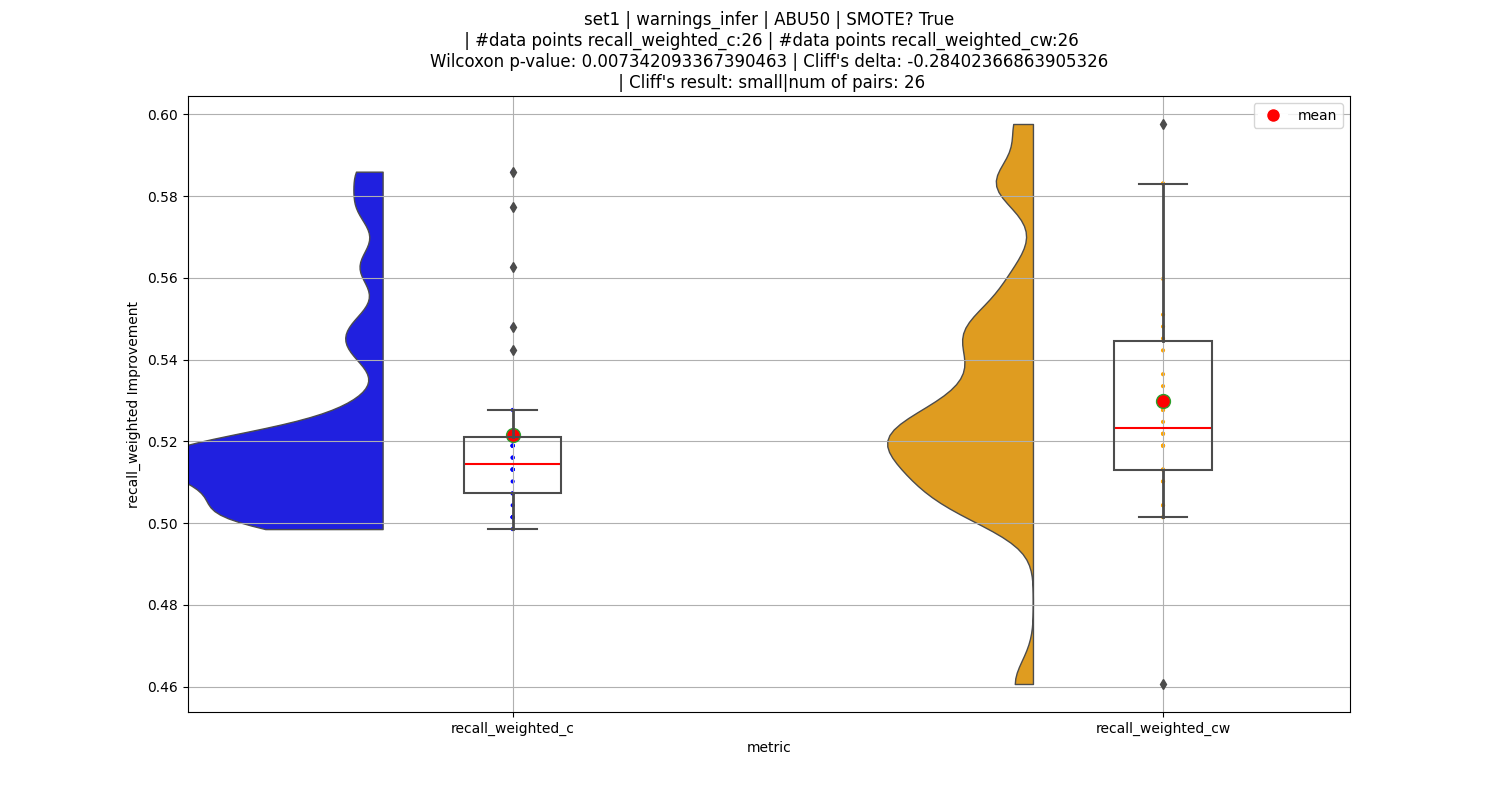 set1 | warnings_infer | ABU50 | SMOTE? True
| #data points recall_weighted_c:26 | #data points recall_weighted_cw:26
Wilcoxon p-value: 0.007342093367390463 | Cliff's delta: -0.28402366863905326
| Cliff's result: small|num of pairs: 26
mean
0.60
0.58
0.56
0.54
0.52
0.50
0.48
0.46
recall_weighted Improvement
recall_weighted_c
recall_weighted_cw
metric